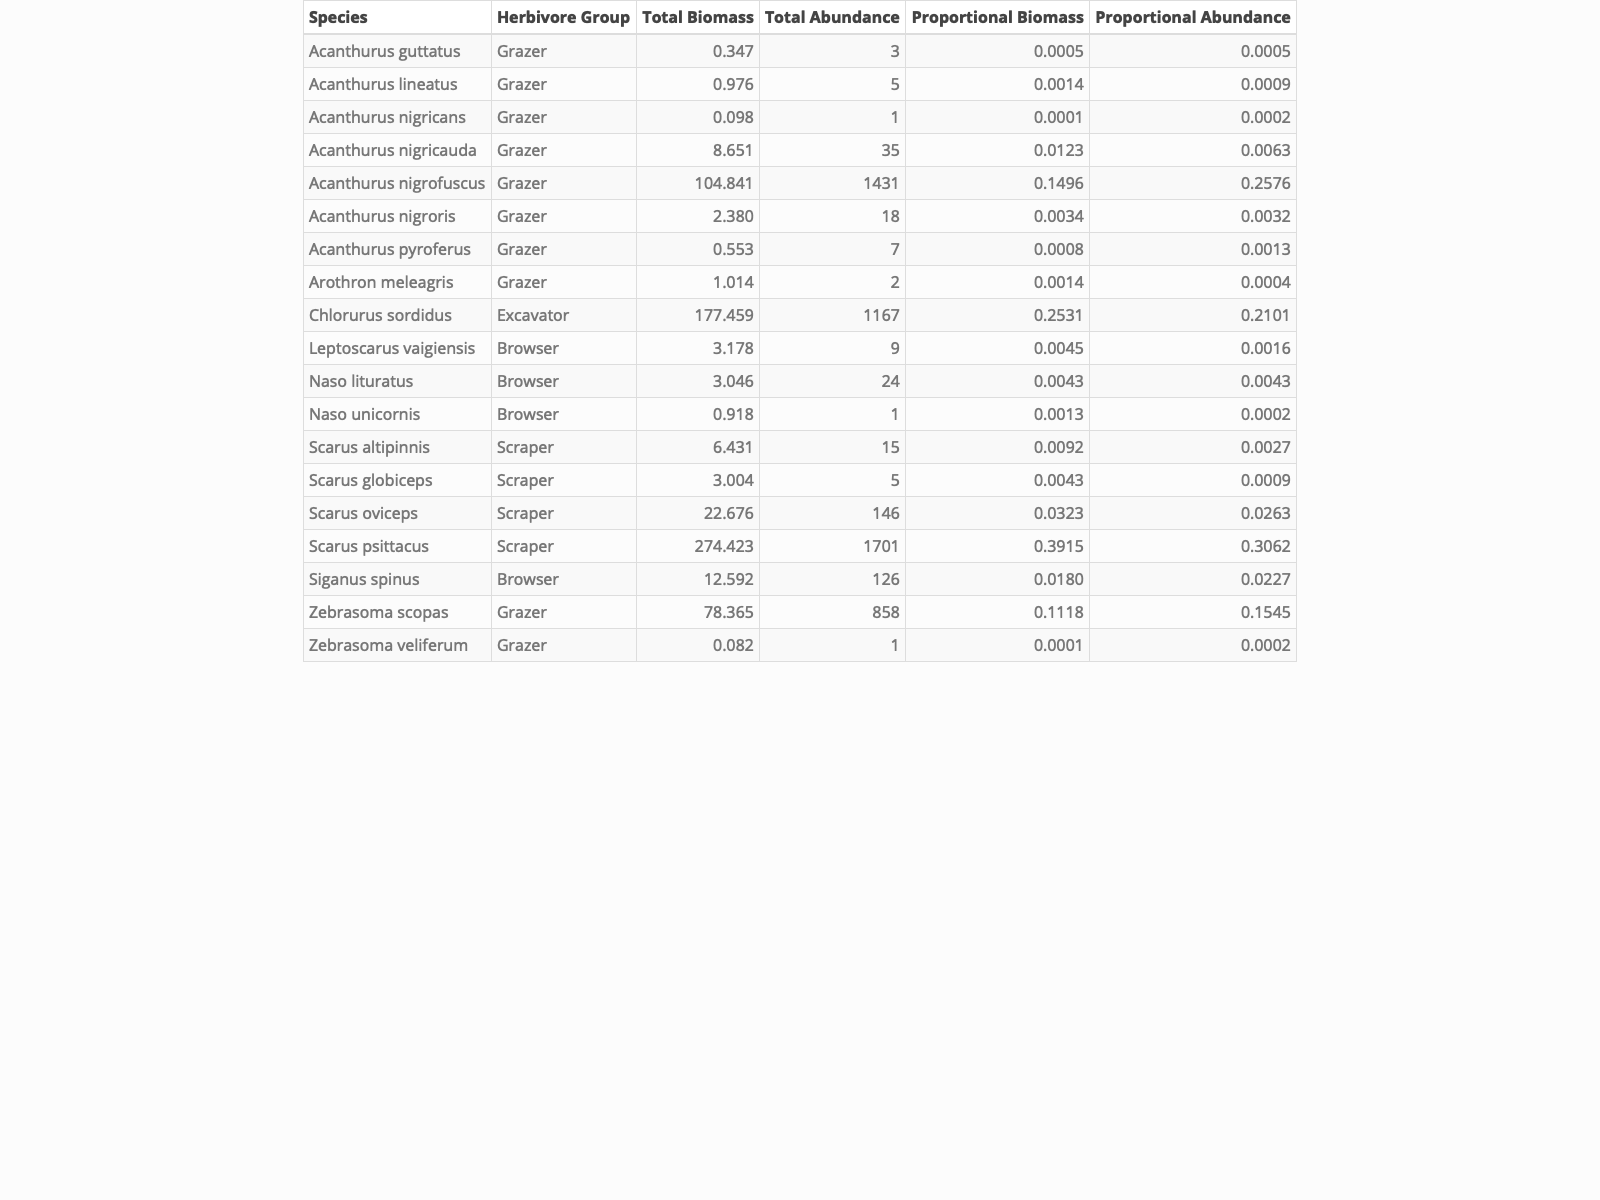 Species Herbivore Group Total Biomass Total Abundance Proportional Biomass Proportional Abundance
Acanthurus guttatus Grazer 0.347 3 0.0005 0.0005
Acanthurus lineatus Grazer 0.976 5 0.0014 0.0009
Acanthurus nigricans Grazer 0.098 1 0.0001 0.0002
Acanthurus nigricauda Grazer 8.651 35 0.0123 0.0063
Acanthurus nigrofuscus Grazer 104.841 1431 0.1496 0.2576
Acanthurus nigroris Grazer 2.380 18 0.0034 0.0032
Acanthurus pyroferus Grazer 0.553 7 0.0008 0.0013
Arothron meleagris Grazer 1.014 2 0.0014 0.0004
Chlorurus sordidus Excavator 177.459 1167 0.2531 0.2101
Leptoscarus vaigiensis Browser 3.178 9 0.0045 0.0016
Naso lituratus Browser 3.046 24 0.0043 0.0043
Naso unicornis Browser 0.918 1 0.0013 0.0002
Scarus altipinnis Scraper 6.431 15 0.0092 0.0027
Scarus globiceps Scraper 3.004 5 0.0043 0.0009
Scarus oviceps Scraper 22.676 146 0.0323 0.0263
Scarus psittacus Scraper 274.423 1701 0.3915 0.3062
Siganus spinus Browser 12.592 126 0.0180 0.0227
Zebrasoma scopas Grazer 78.365 858 0.1118 0.1545
Zebrasoma veliferum Grazer 0.082 1 0.0001 0.0002